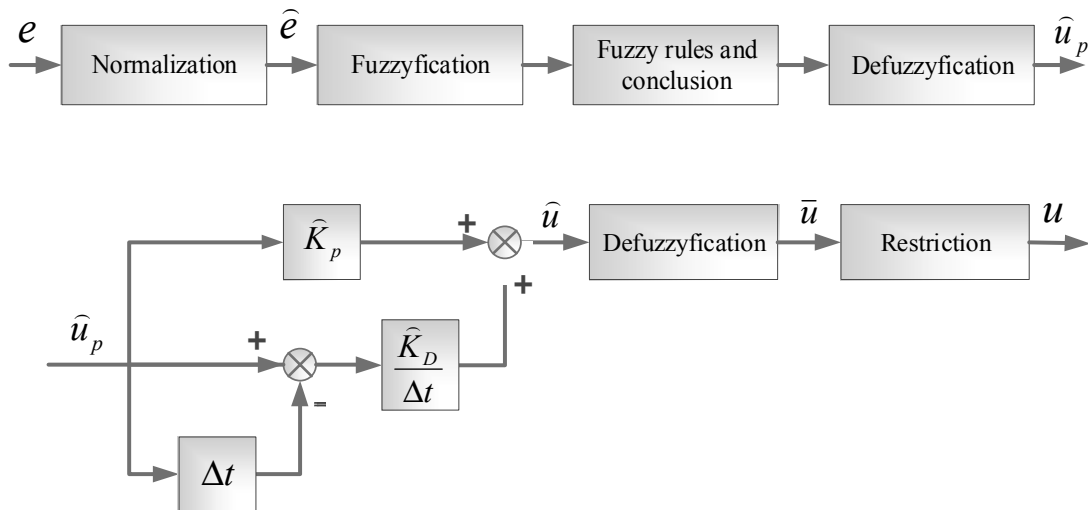 e
Normalization
ê
Fuzzyfication
Fuzzy rules and
conclusion
Defuzzyfication
û_p
K̂_p
+
û
Defuzzyfication
ū
Restriction
u
+
û_p
+
K̂_D
Δt
-
Δt